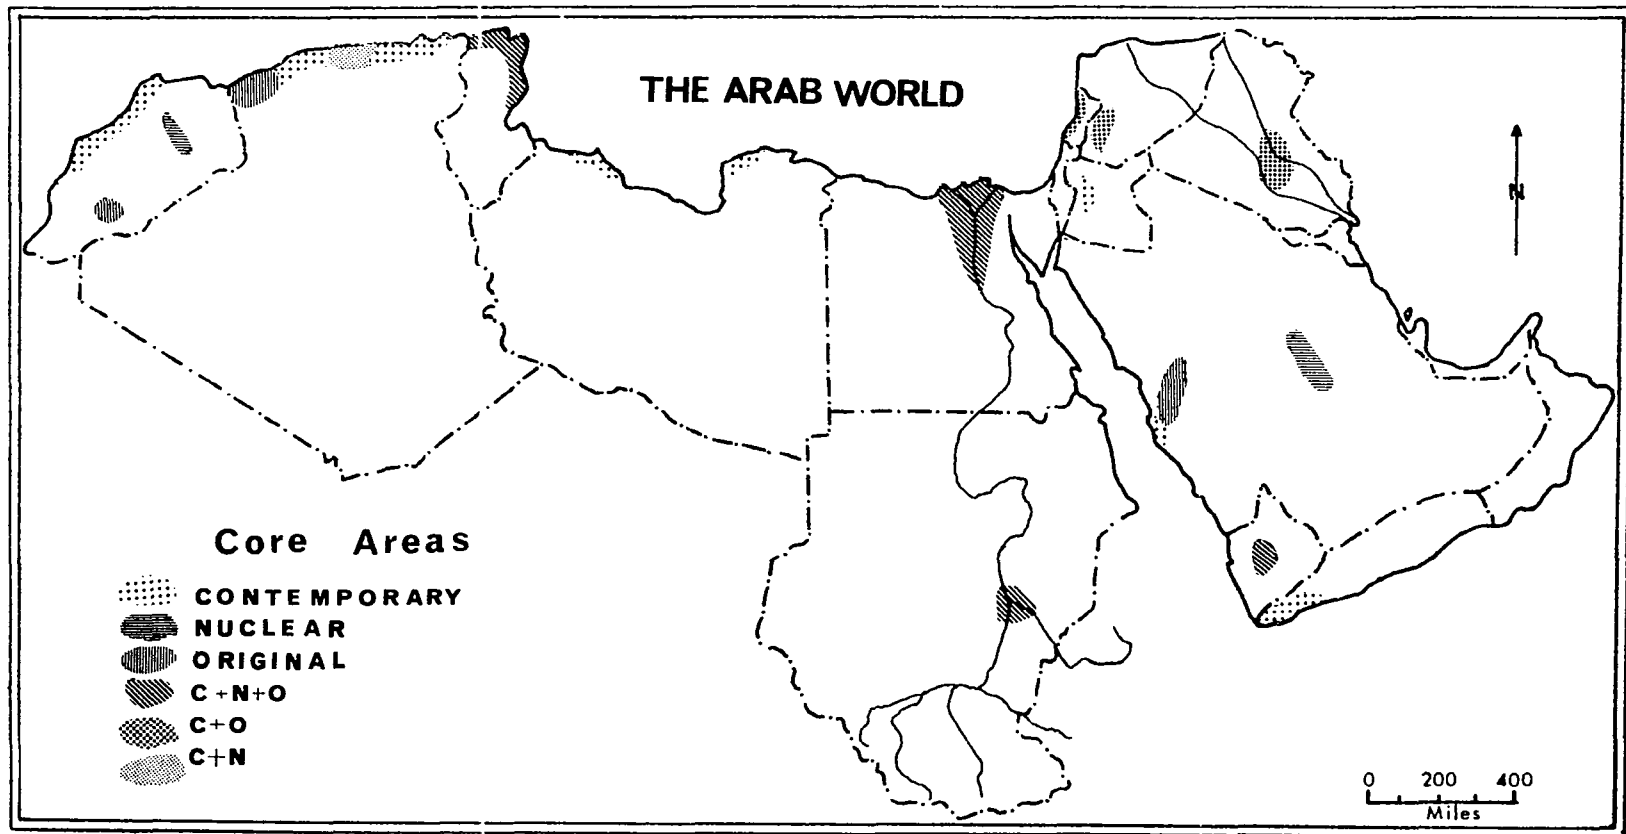 THE ARAB WORLD
N
Core Areas
CONTEMPORARY
NUCLEAR
ORIGINAL
C+N+O
C+O
C+N
0 200 400
Miles